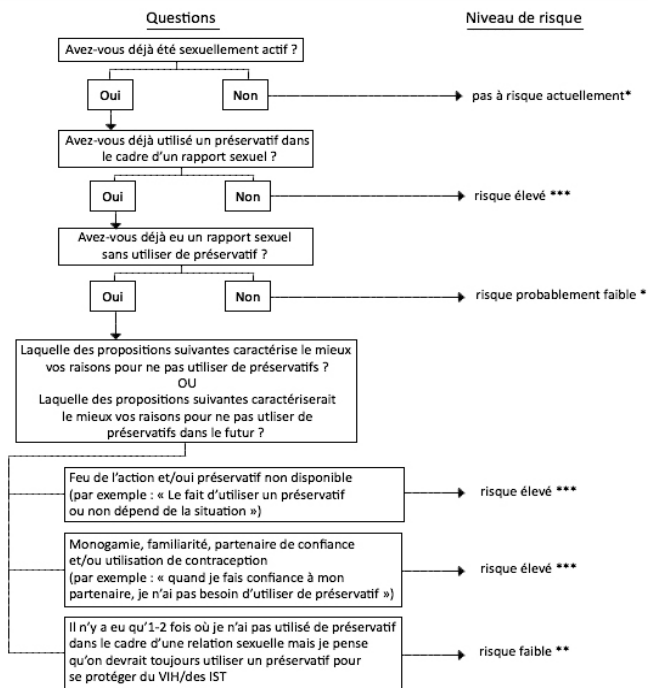 Questions
Niveau de risque
Avez-vous déjà été sexuellement actif ?
Oui
Non
pas à risque actuellement*
Avez-vous déjà utilisé un préservatif dans
le cadre d'un rapport sexuel ?
Oui
Non
risque élevé ***
Avez-vous déjà eu un rapport sexuel
sans utiliser de préservatif ?
Oui
Non
risque probablement faible *
Laquelle des propositions suivantes caractérise le mieux
vos raisons pour ne pas utiliser de préservatifs ?
OU
Laquelle des propositions suivantes caractériserait
le mieux vos raisons pour ne pas utliser de
préservatifs dans le futur ?
Feu de l'action et/oui préservatif non disponible
(par exemple : « Le fait d'utiliser un préservatif
ou non dépend de la situation »)
risque élevé ***
Monogamie, familiarité, partenaire de confiance
et/ou utilisation de contraception
(par exemple : « quand je fais confiance à mon
partenaire, je n'ai pas besoin d'utiliser de préservatif »)
risque élevé ***
Il n'y a eu qu'1-2 fois où je n'ai pas utilisé de préservatif
dans le cadre d'une relation sexuelle mais je pense
qu'on devrait toujours utiliser un préservatif pour
se protéger du VIH/des IST
risque faible **